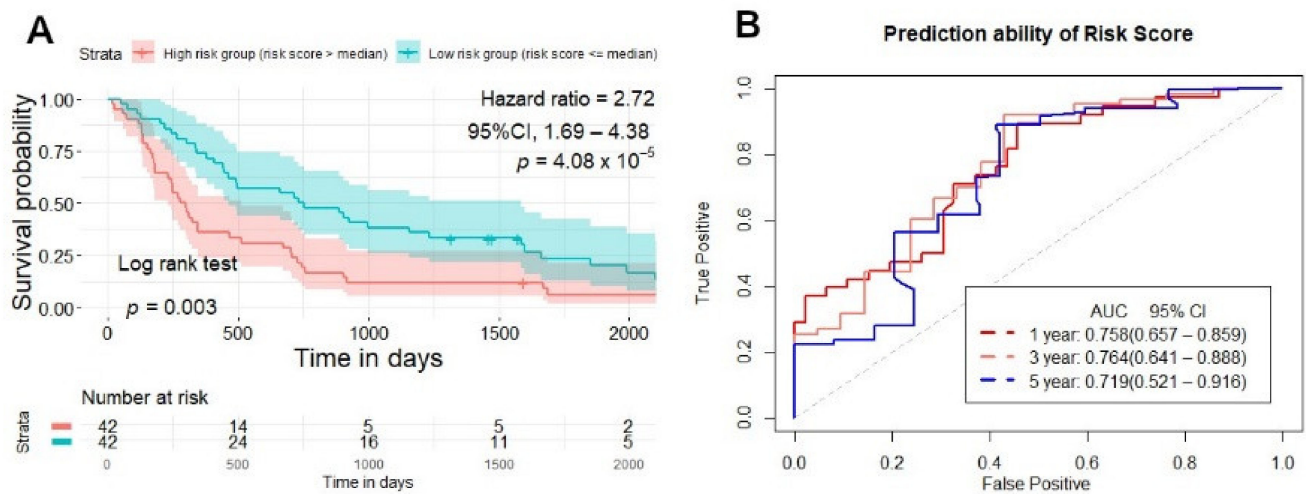 A
Strata High risk group (risk score > median) Low risk group (risk score <= median)
Survival probability
1.00
0.75
0.50
0.25
0.00
Hazard ratio = 2.72
95%CI, 1.69 – 4.38
p = 4.08 x 10⁻⁵
Log rank test
p = 0.003
0 500 1000 1500 2000
Time in days
Number at risk
Strata
42 14 5 5 2
42 24 16 11 5
0 500 1000 1500 2000
Time in days
B
Prediction ability of Risk Score
True Positive
1.0
0.8
0.6
0.4
0.2
0.0
AUC 95% CI
1 year: 0.758(0.657 – 0.859)
3 year: 0.764(0.641 – 0.888)
5 year: 0.719(0.521 – 0.916)
0.0 0.2 0.4 0.6 0.8 1.0
False Positive